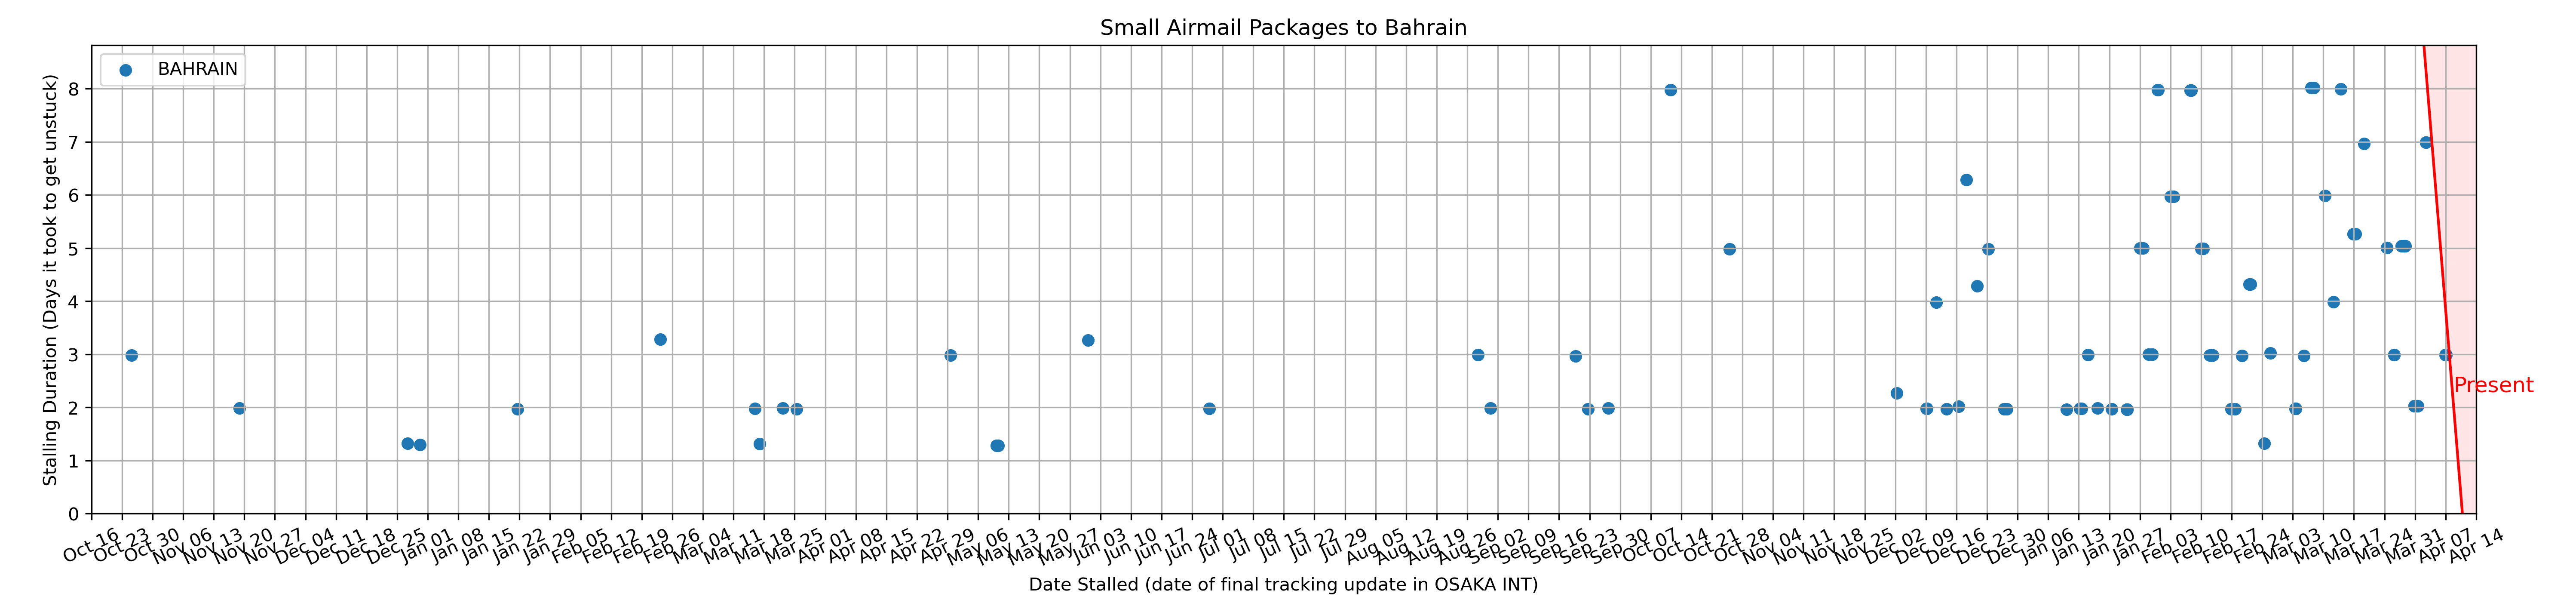 Small Airmail Packages to Bahrain
BAHRAIN
Stalling Duration (Days it took to get unstuck)
8
7
6
5
4
3
2
1
0
Present
Oct 16 Oct 23 Oct 30 Nov 06 Nov 13 Nov 20 Nov 27 Dec 04 Dec 11 Dec 18 Dec 25 Jan 01 Jan 08 Jan 15 Jan 22 Jan 29 Feb 05 Feb 12 Feb 19 Feb 26 Mar 04 Mar 11 Mar 18 Mar 25 Apr 01 Apr 08 Apr 15 Apr 22 Apr 29 May 06 May 13 May 20 May 27 Jun 03 Jun 10 Jun 17 Jun 24 Jul 01 Jul 08 Jul 15 Jul 22 Jul 29 Aug 05 Aug 12 Aug 19 Aug 26 Sep 02 Sep 09 Sep 16 Sep 23 Sep 30 Oct 07 Oct 14 Oct 21 Oct 28 Nov 04 Nov 11 Nov 18 Nov 25 Dec 02 Dec 09 Dec 16 Dec 23 Dec 30 Jan 06 Jan 13 Jan 20 Jan 27 Feb 03 Feb 10 Feb 17 Feb 24 Mar 03 Mar 10 Mar 17 Mar 24 Mar 31 Apr 07 Apr 14
Date Stalled (date of final tracking update in OSAKA INT)